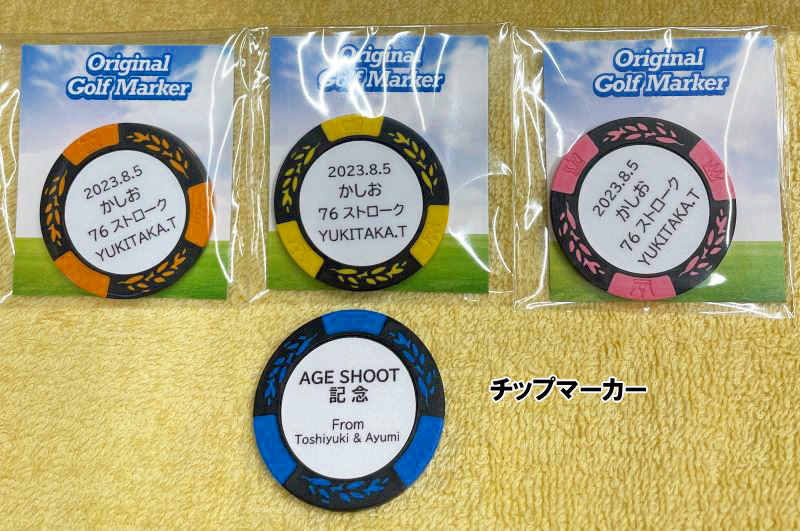 Original
Golf Marker
2023.8.5
かしお
76 ストローク
YUKITAKA.T
Original
Golf Marker
2023.8.5
かしお
76 ストローク
YUKITAKA.T
Original
Golf Marker
2023.8.5
かしお
76 ストローク
YUKITAKA.T
AGE SHOOT
記念
From
Toshiyuki & Ayumi
チップマーカー